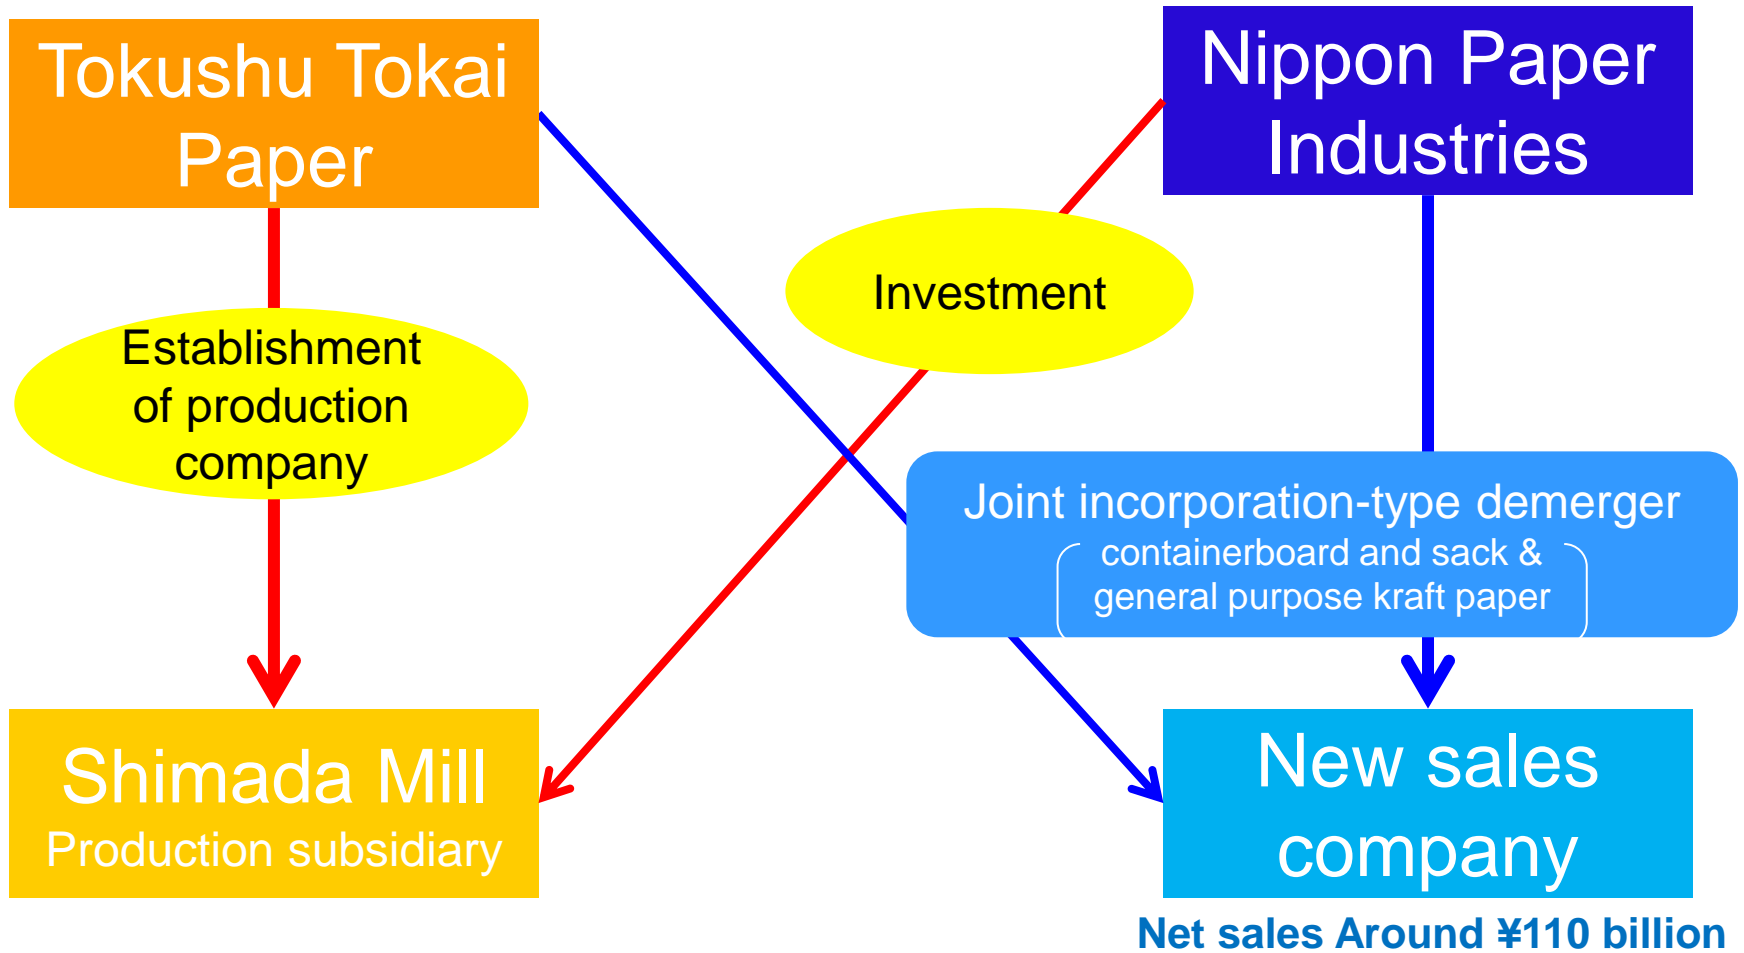 Tokushu Tokai
Paper
Nippon Paper
Industries
Investment
Establishment
of production
company
Joint incorporation-type demerger
containerboard and sack &
general purpose kraft paper
Shimada Mill
Production subsidiary
New sales
company
Net sales Around ¥110 billion